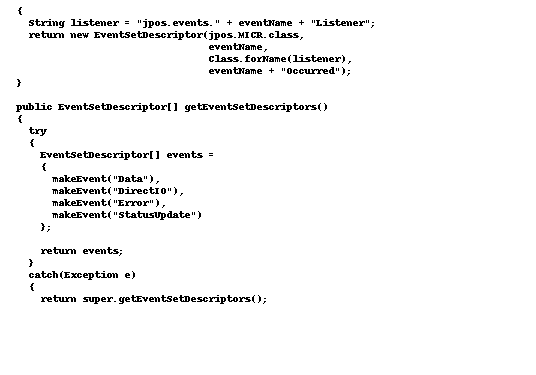 {
  String listener = "jpos.events." + eventName + "Listener";
  return new EventSetDescriptor(jpos.MICR.class,
                                eventName,
                                Class.forName(listener),
                                eventName + "Occurred");
}

public EventSetDescriptor[] getEventSetDescriptors()
{
  try
  {
    EventSetDescriptor[] events =
    {
      makeEvent("Data"),
      makeEvent("DirectIO"),
      makeEvent("Error"),
      makeEvent("StatusUpdate")
    };

    return events;
  }
  catch(Exception e)
  {
    return super.getEventSetDescriptors();